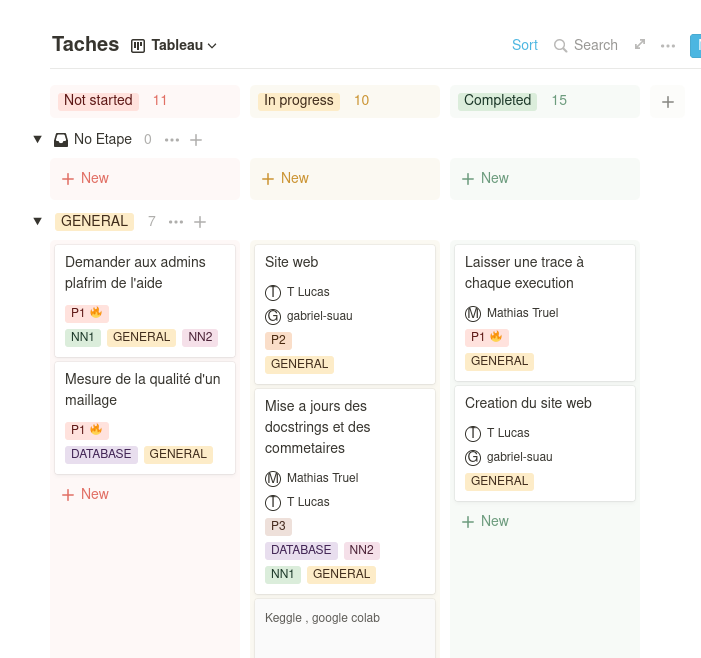 Taches Tableau Sort Search
Not started 11 In progress 10 Completed 15
No Etape 0
New New New
GENERAL 7
Demander aux admins
plafrim de l'aide
P1
NN1 GENERAL NN2
Mesure de la qualité d'un
maillage
P1
DATABASE GENERAL
New
Site web
T T Lucas
G gabriel-suau
P2
GENERAL
Mise a jours des
docstrings et des
commetaires
M Mathias Truel
T T Lucas
P3
DATABASE NN2
NN1 GENERAL
Keggle , google colab
Laisser une trace à
chaque execution
M Mathias Truel
P1
GENERAL
Creation du site web
T T Lucas
G gabriel-suau
GENERAL
New